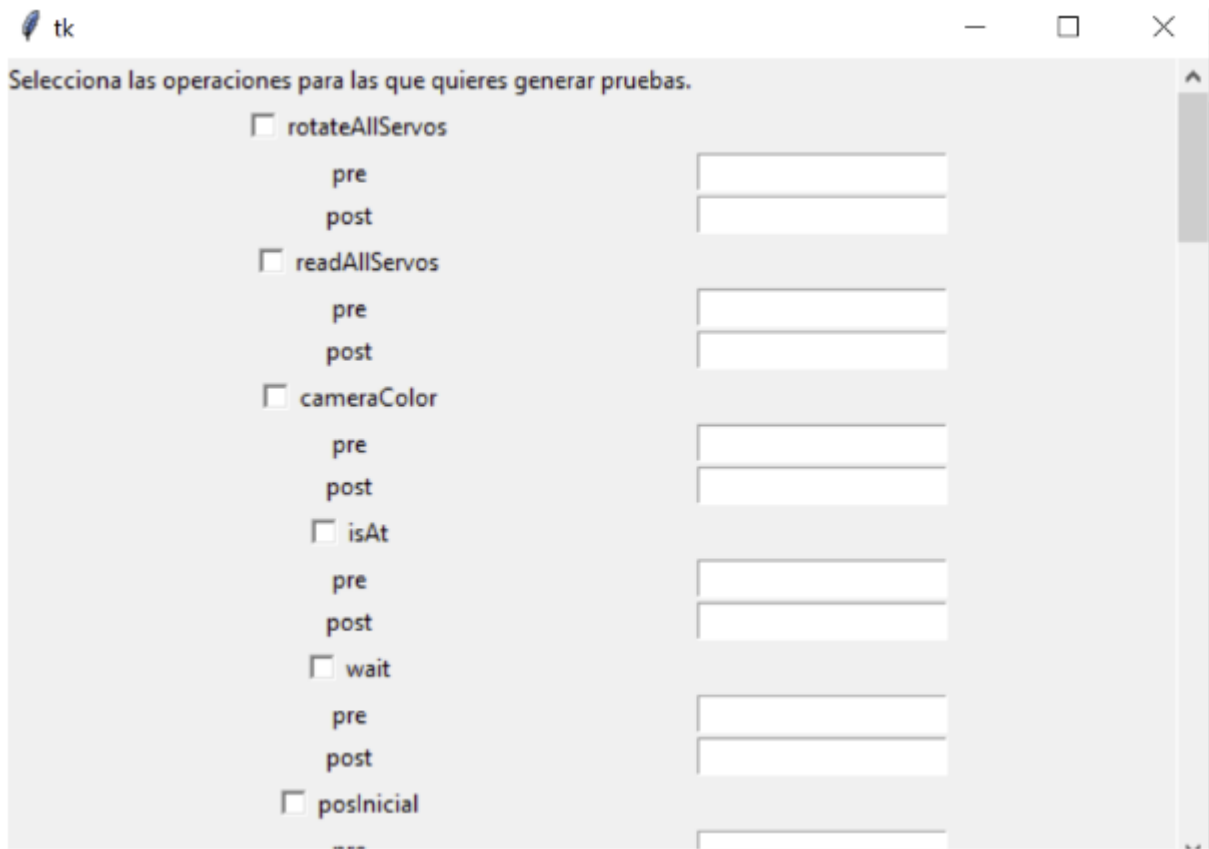 tk
Selecciona las operaciones para las que quieres generar pruebas.
rotateAllServos
pre
post
readAllServos
pre
post
cameraColor
pre
post
isAt
pre
post
wait
pre
post
posInicial
pre